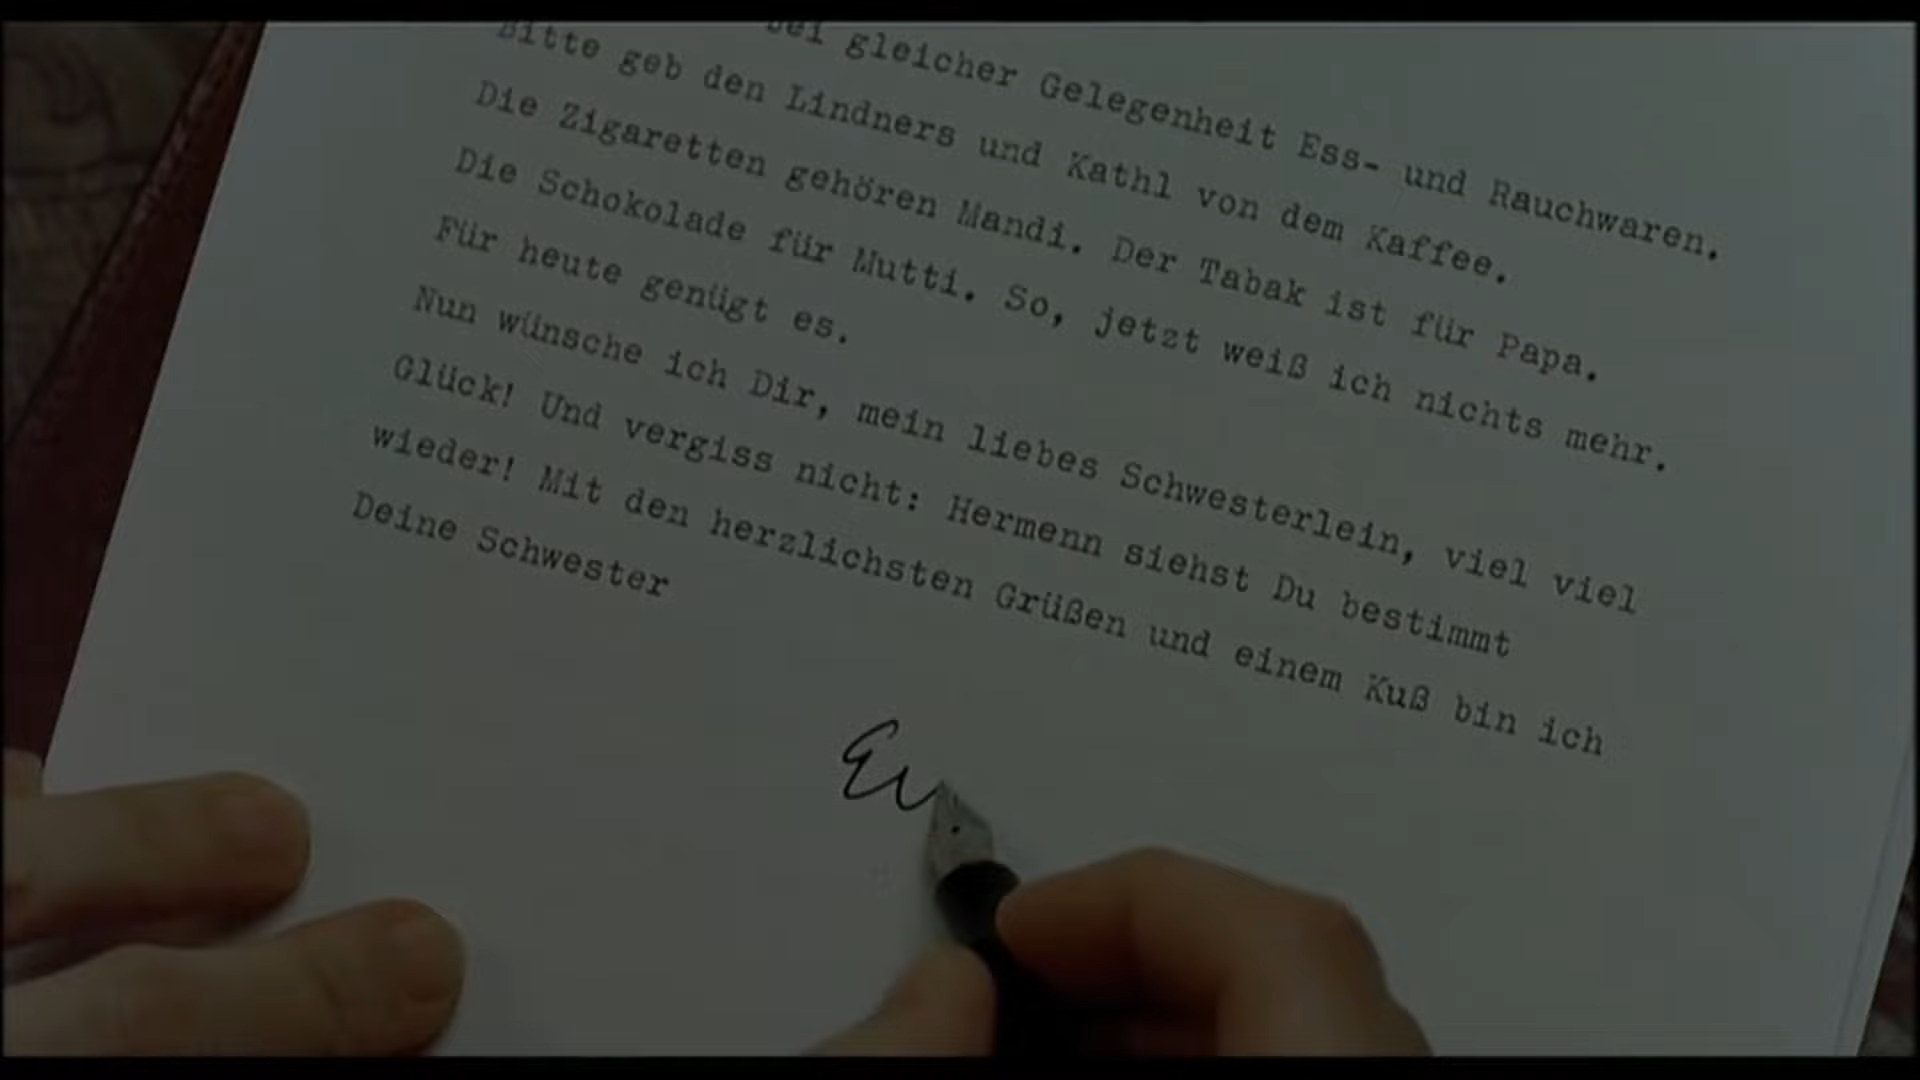 bei gleicher Gelegenheit Ess- und Rauchwaren.
Bitte geb den Lindners und Kathl von dem Kaffee.
Die Zigaretten gehören Mandi. Der Tabak ist für Papa.
Die Schokolade für Mutti. So, jetzt weiß ich nichts mehr.
Für heute genügt es.
Nun wünsche ich Dir, mein liebes Schwesterlein, viel viel
Glück! Und vergiss nicht: Hermenn siehst Du bestimmt
wieder! Mit den herzlichsten Grüßen und einem Kuß bin ich
Deine Schwester
Ev